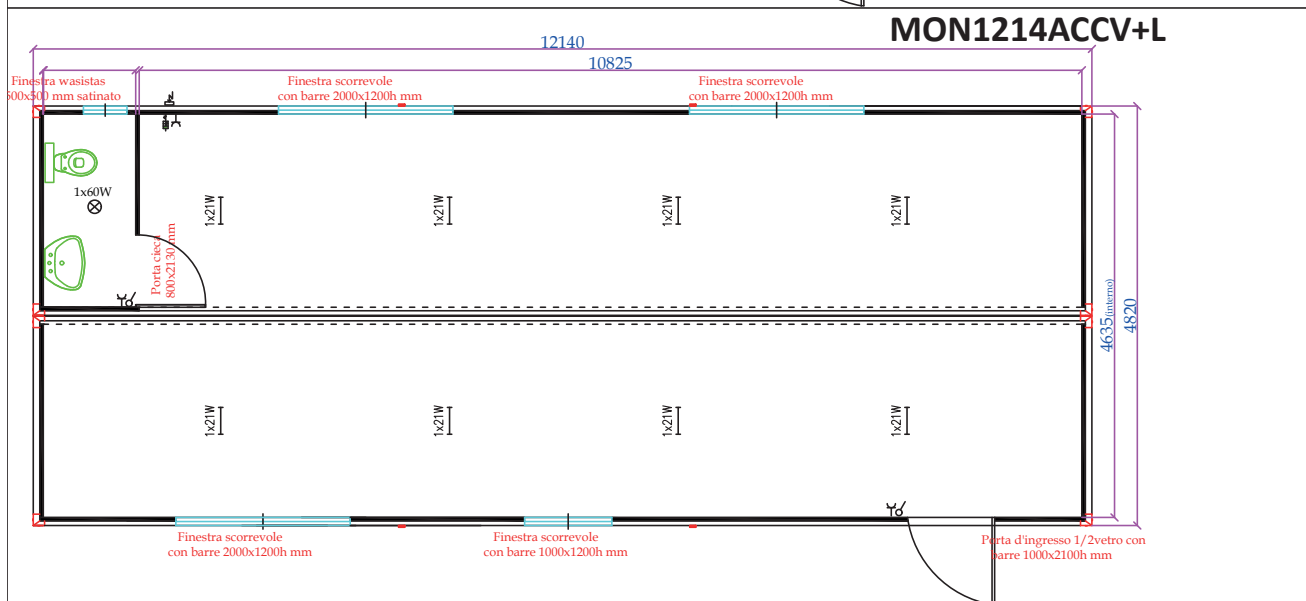 MON1214ACCV+L
12140
10825
Finestra wasistas
600x500 mm satinato
Finestra scorrevole
con barre 2000x1200h mm
Finestra scorrevole
con barre 2000x1200h mm
1x60W
1x21W
1x21W
1x21W
1x21W
Porta cieca
800x2130 mm
4635(interno)
4820
1x21W
1x21W
1x21W
1x21W
Finestra scorrevole
con barre 2000x1200h mm
Finestra scorrevole
con barre 1000x1200h mm
Porta d'ingresso 1/2vetro con
barre 1000x2100h mm